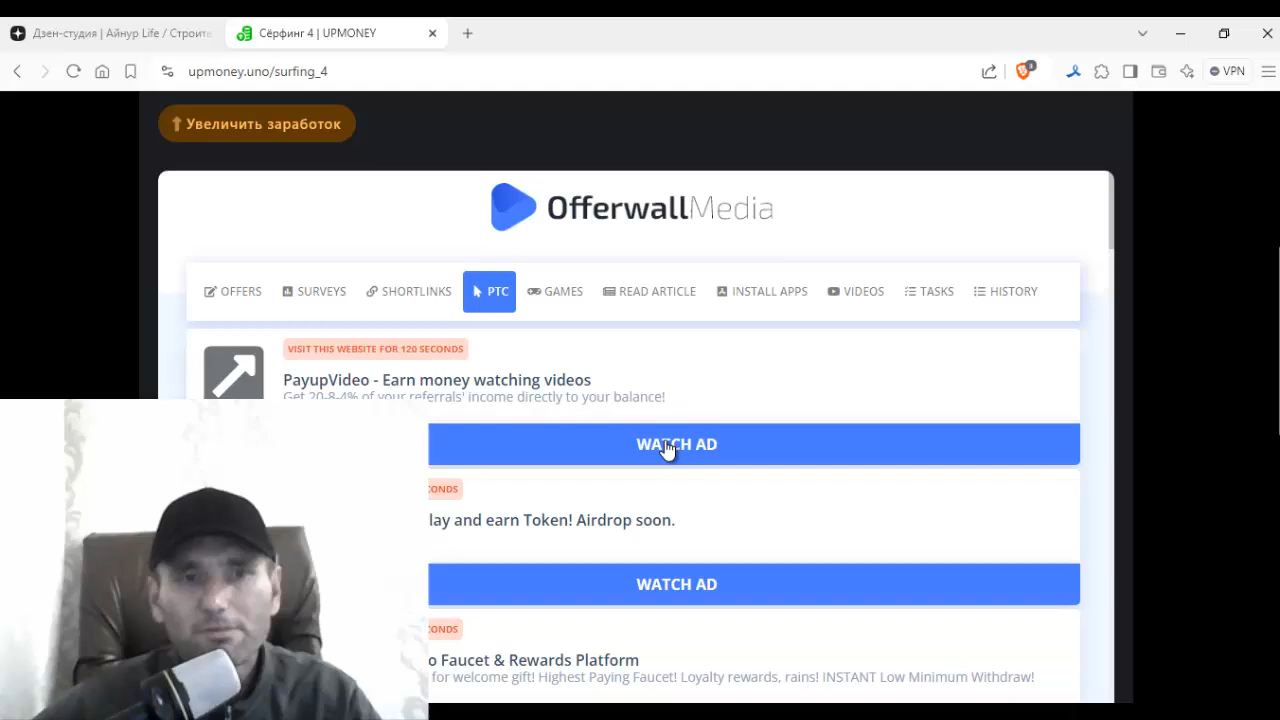 Дзен-студия | Айнур Life / Строите
Сёрфинг 4 | UPMONEY
upmoney.uno/surfing_4
VPN
Увеличить заработок
OfferwallMedia
OFFERS SURVEYS SHORTLINKS PTC GAMES READ ARTICLE INSTALL APPS VIDEOS TASKS HISTORY
VISIT THIS WEBSITE FOR 120 SECONDS
PayupVideo - Earn money watching videos
Get 20-8-4% of your referrals' income directly to your balance!
WATCH AD
CONDS
lay and earn Token! Airdrop soon.
WATCH AD
CONDS
o Faucet & Rewards Platform
for welcome gift! Highest Paying Faucet! Loyalty rewards, rains! INSTANT Low Minimum Withdraw!